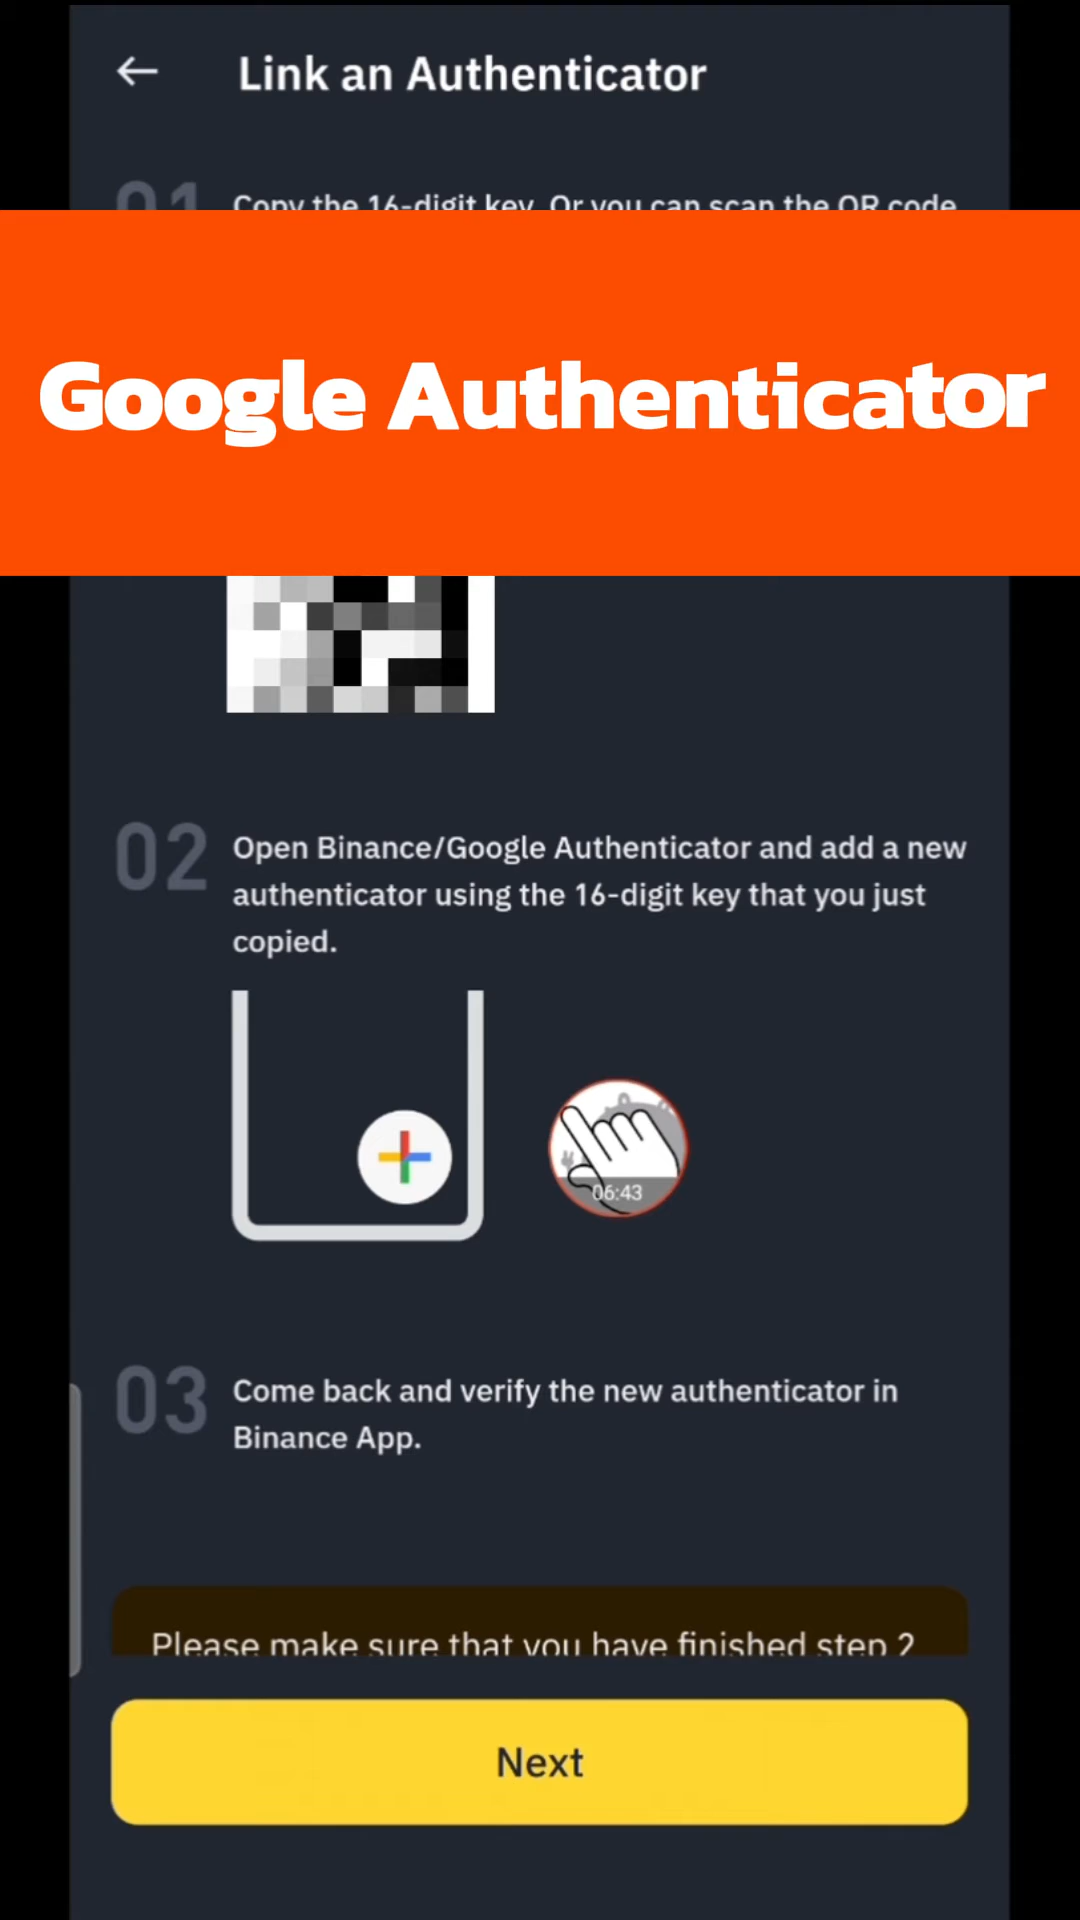 Link an Authenticator
01 Copy the 16-digit key. Or you can scan the QR code
Google Authenticator
02 Open Binance/Google Authenticator and add a new
authenticator using the 16-digit key that you just
copied.
06:43
03 Come back and verify the new authenticator in
Binance App.
Please make sure that you have finished step 2
Next